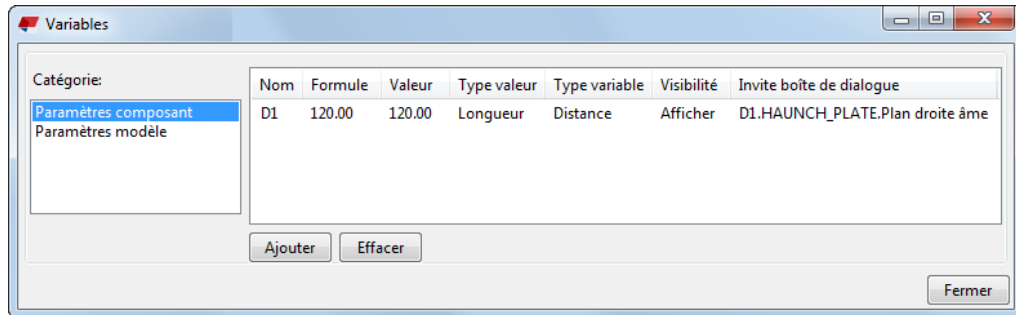 Variables
Catégorie:
Paramètres composant
Paramètres modèle
Nom Formule Valeur Type valeur Type variable Visibilité Invite boîte de dialogue
D1 120.00 120.00 Longueur Distance Afficher D1.HAUNCH_PLATE.Plan droite âme
Ajouter Effacer
Fermer